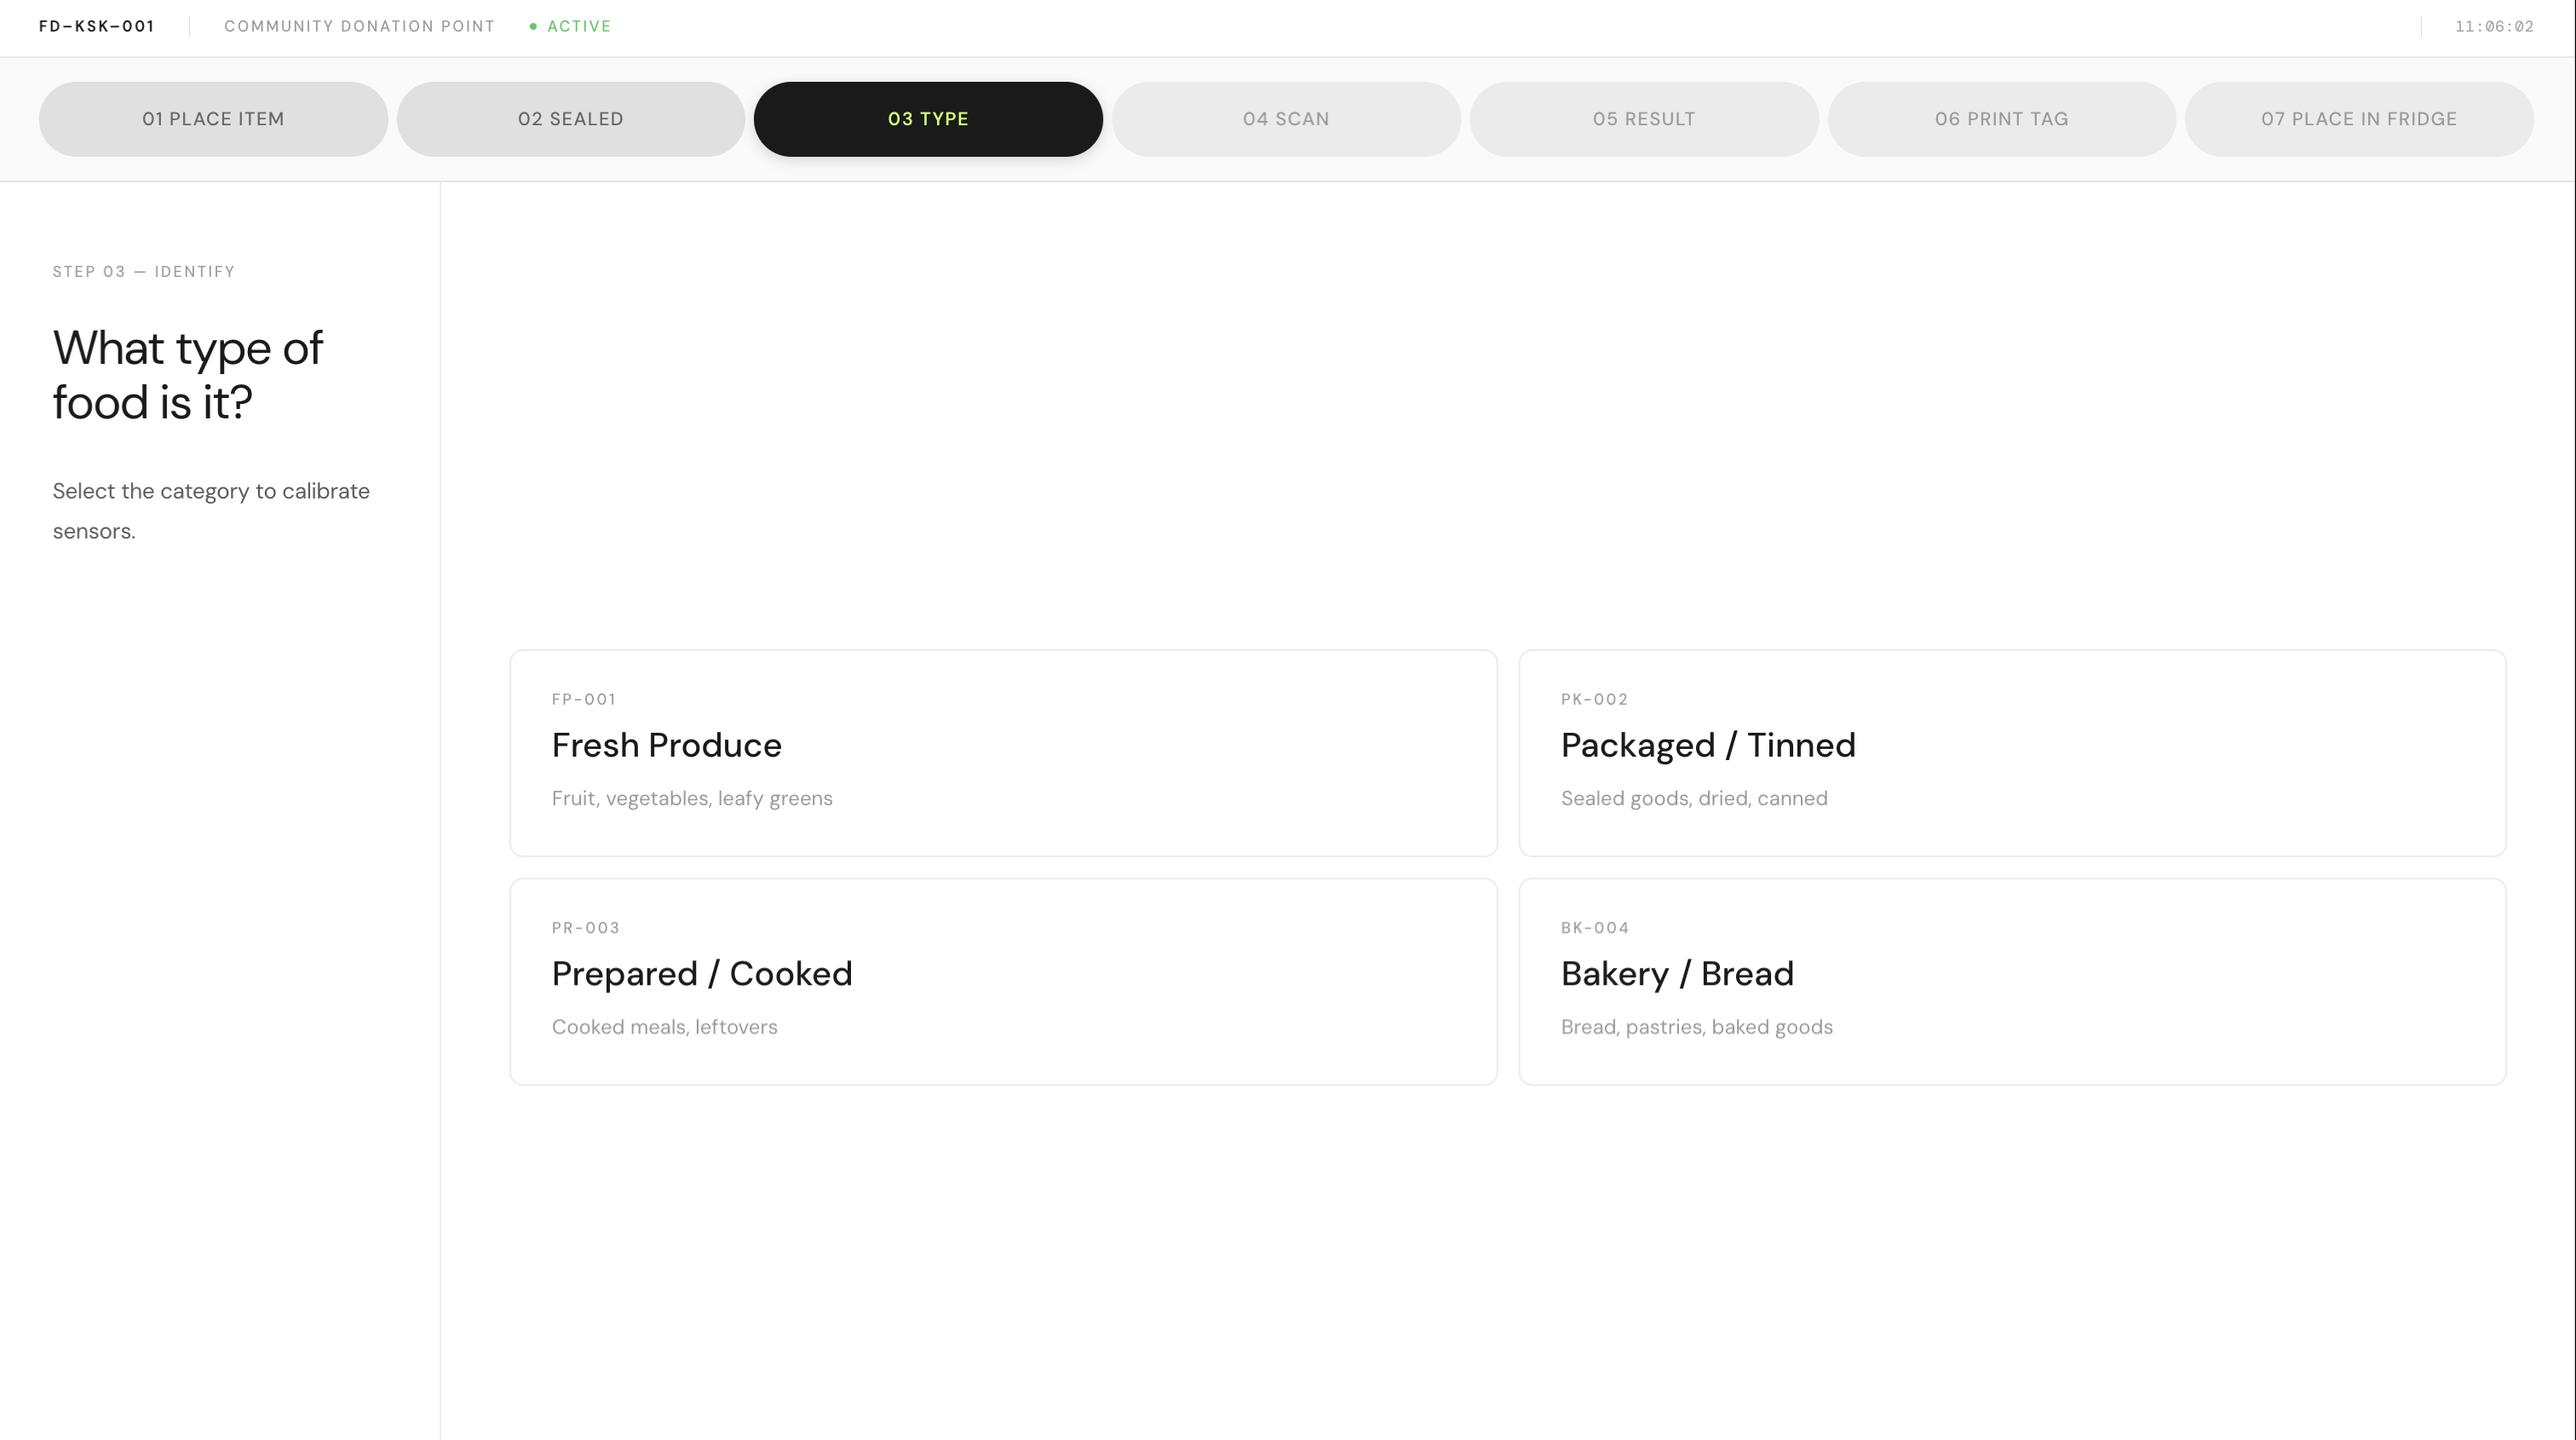 FD-KSK-001
COMMUNITY DONATION POINT
ACTIVE
11:06:02
01 PLACE ITEM
02 SEALED
03 TYPE
04 SCAN
05 RESULT
06 PRINT TAG
07 PLACE IN FRIDGE
STEP 03 — IDENTIFY
What type of
food is it?
Select the category to calibrate
sensors.
FP-001
Fresh Produce
Fruit, vegetables, leafy greens
PK-002
Packaged / Tinned
Sealed goods, dried, canned
PR-003
Prepared / Cooked
Cooked meals, leftovers
BK-004
Bakery / Bread
Bread, pastries, baked goods